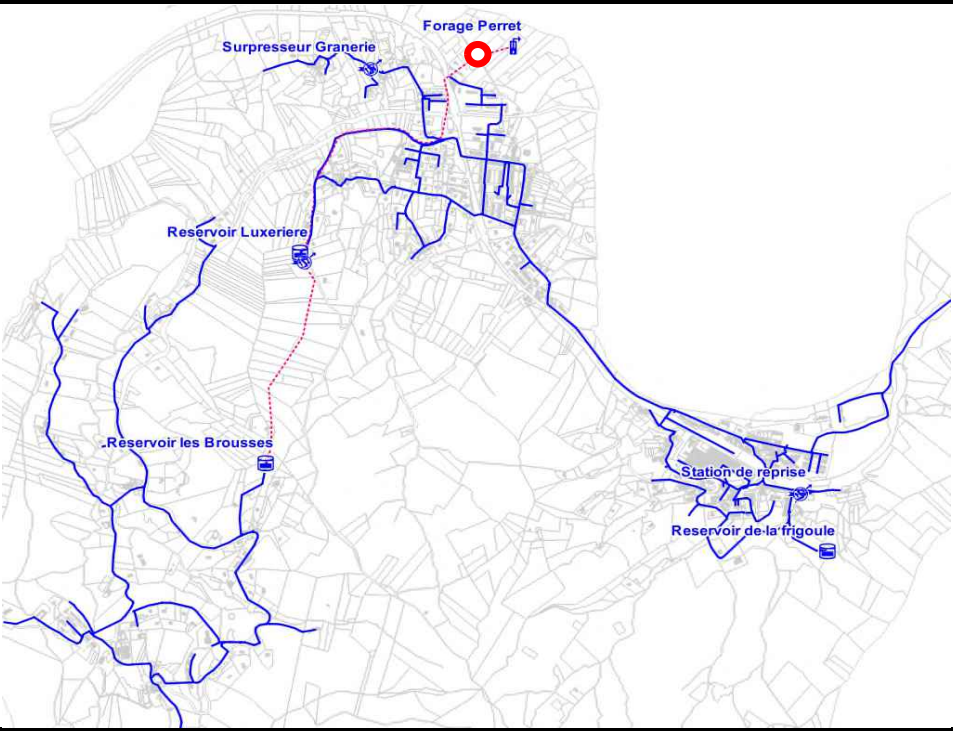 Forage Perret
Surpresseur Granerie
Reservoir Luxeriere
Reservoir les Brousses
Station de reprise
Reservoir de la frigoule